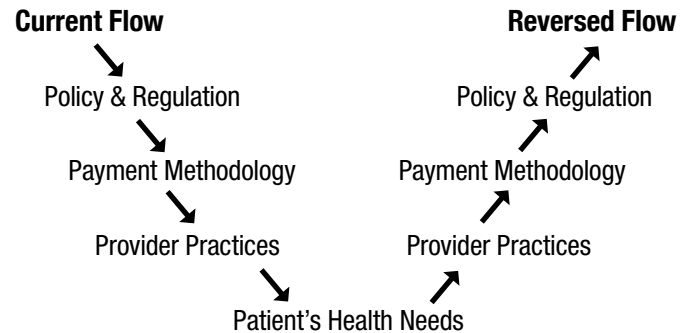 Current Flow
Reversed Flow
Policy & Regulation
Policy & Regulation
Payment Methodology
Payment Methodology
Provider Practices
Provider Practices
Patient's Health Needs